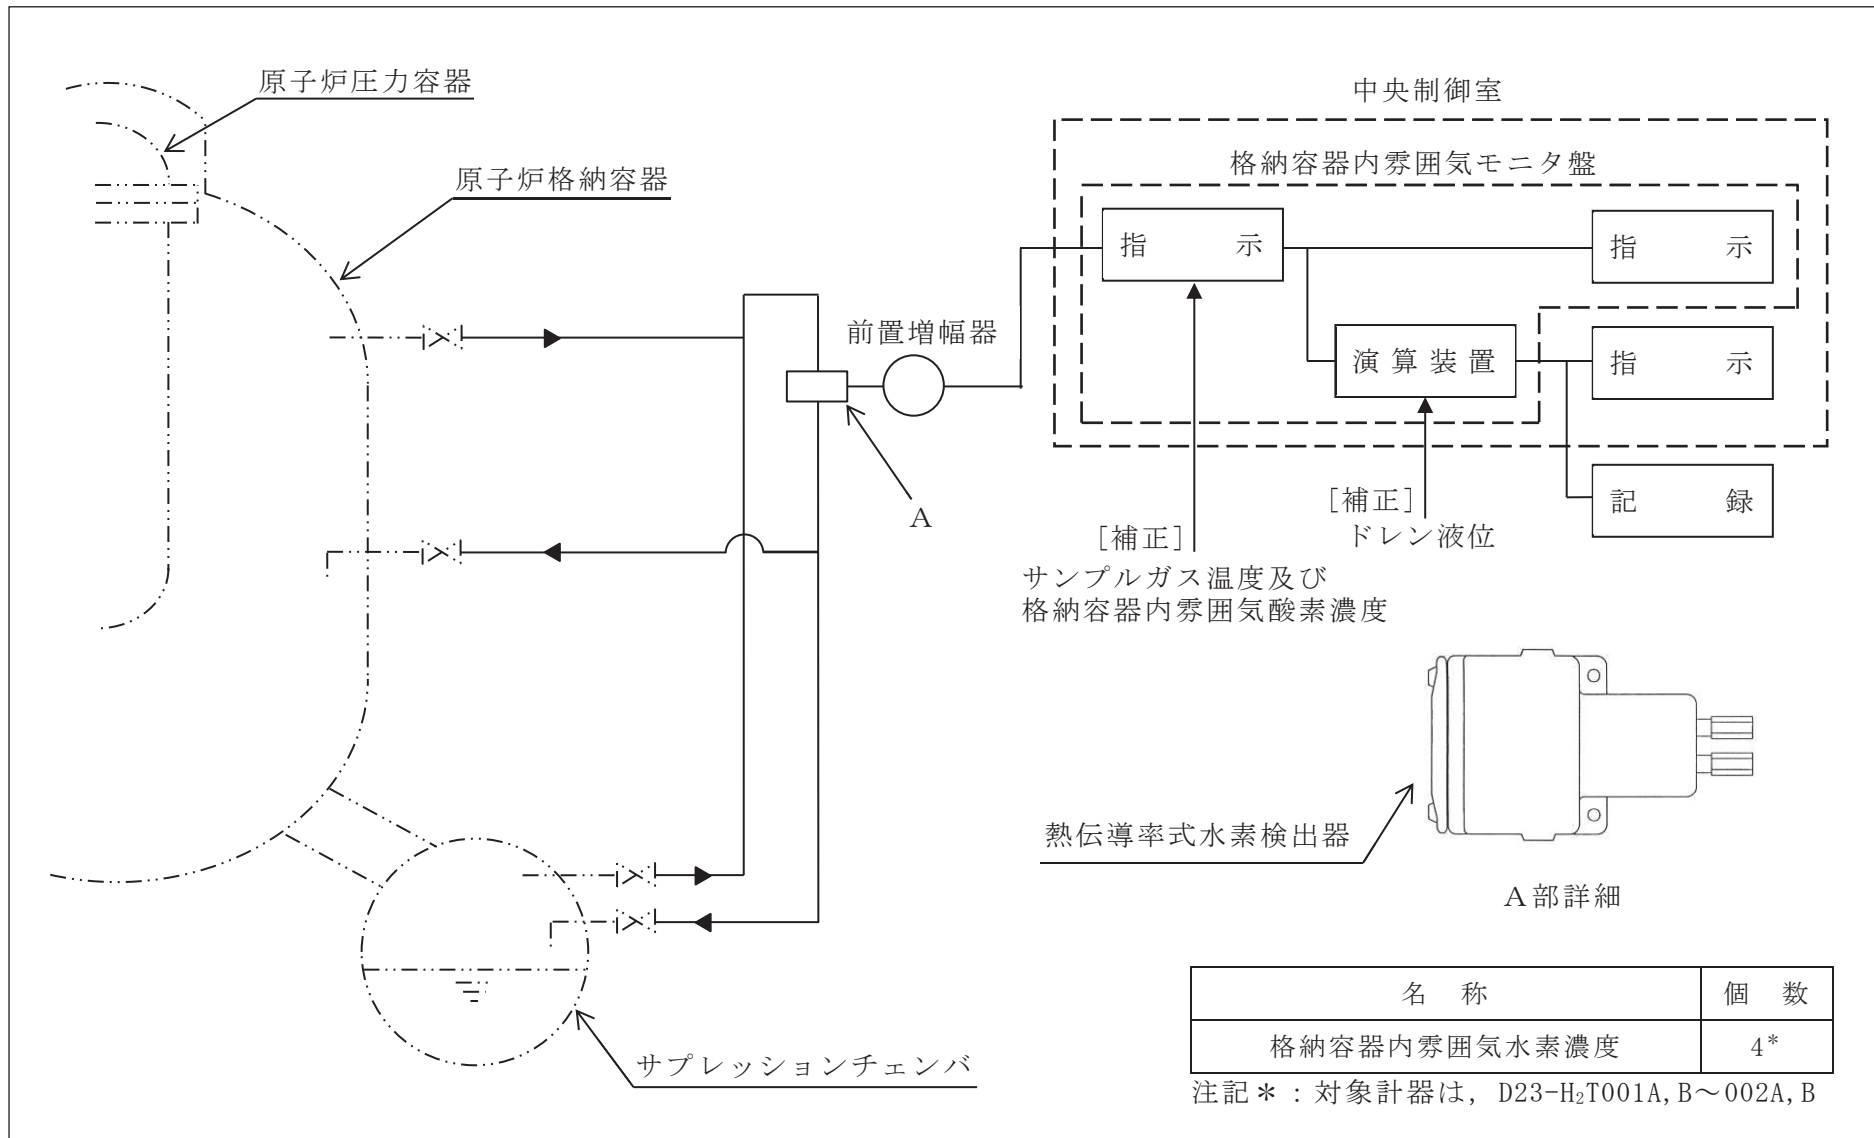 原子炉圧力容器
原子炉格納容器
中央制御室
格納容器内雰囲気モニタ盤
指　示
指　示
前置増幅器
演算装置
指　示
A
[補正]
ドレン液位
記　録
[補正]
サンプルガス温度及び
格納容器内雰囲気酸素濃度
熱伝導率式水素検出器
A部詳細
サプレッションチェンバ
名　称　個　数
格納容器内雰囲気水素濃度　4*
注記＊：対象計器は，D23-H₂T001A,B～002A,B